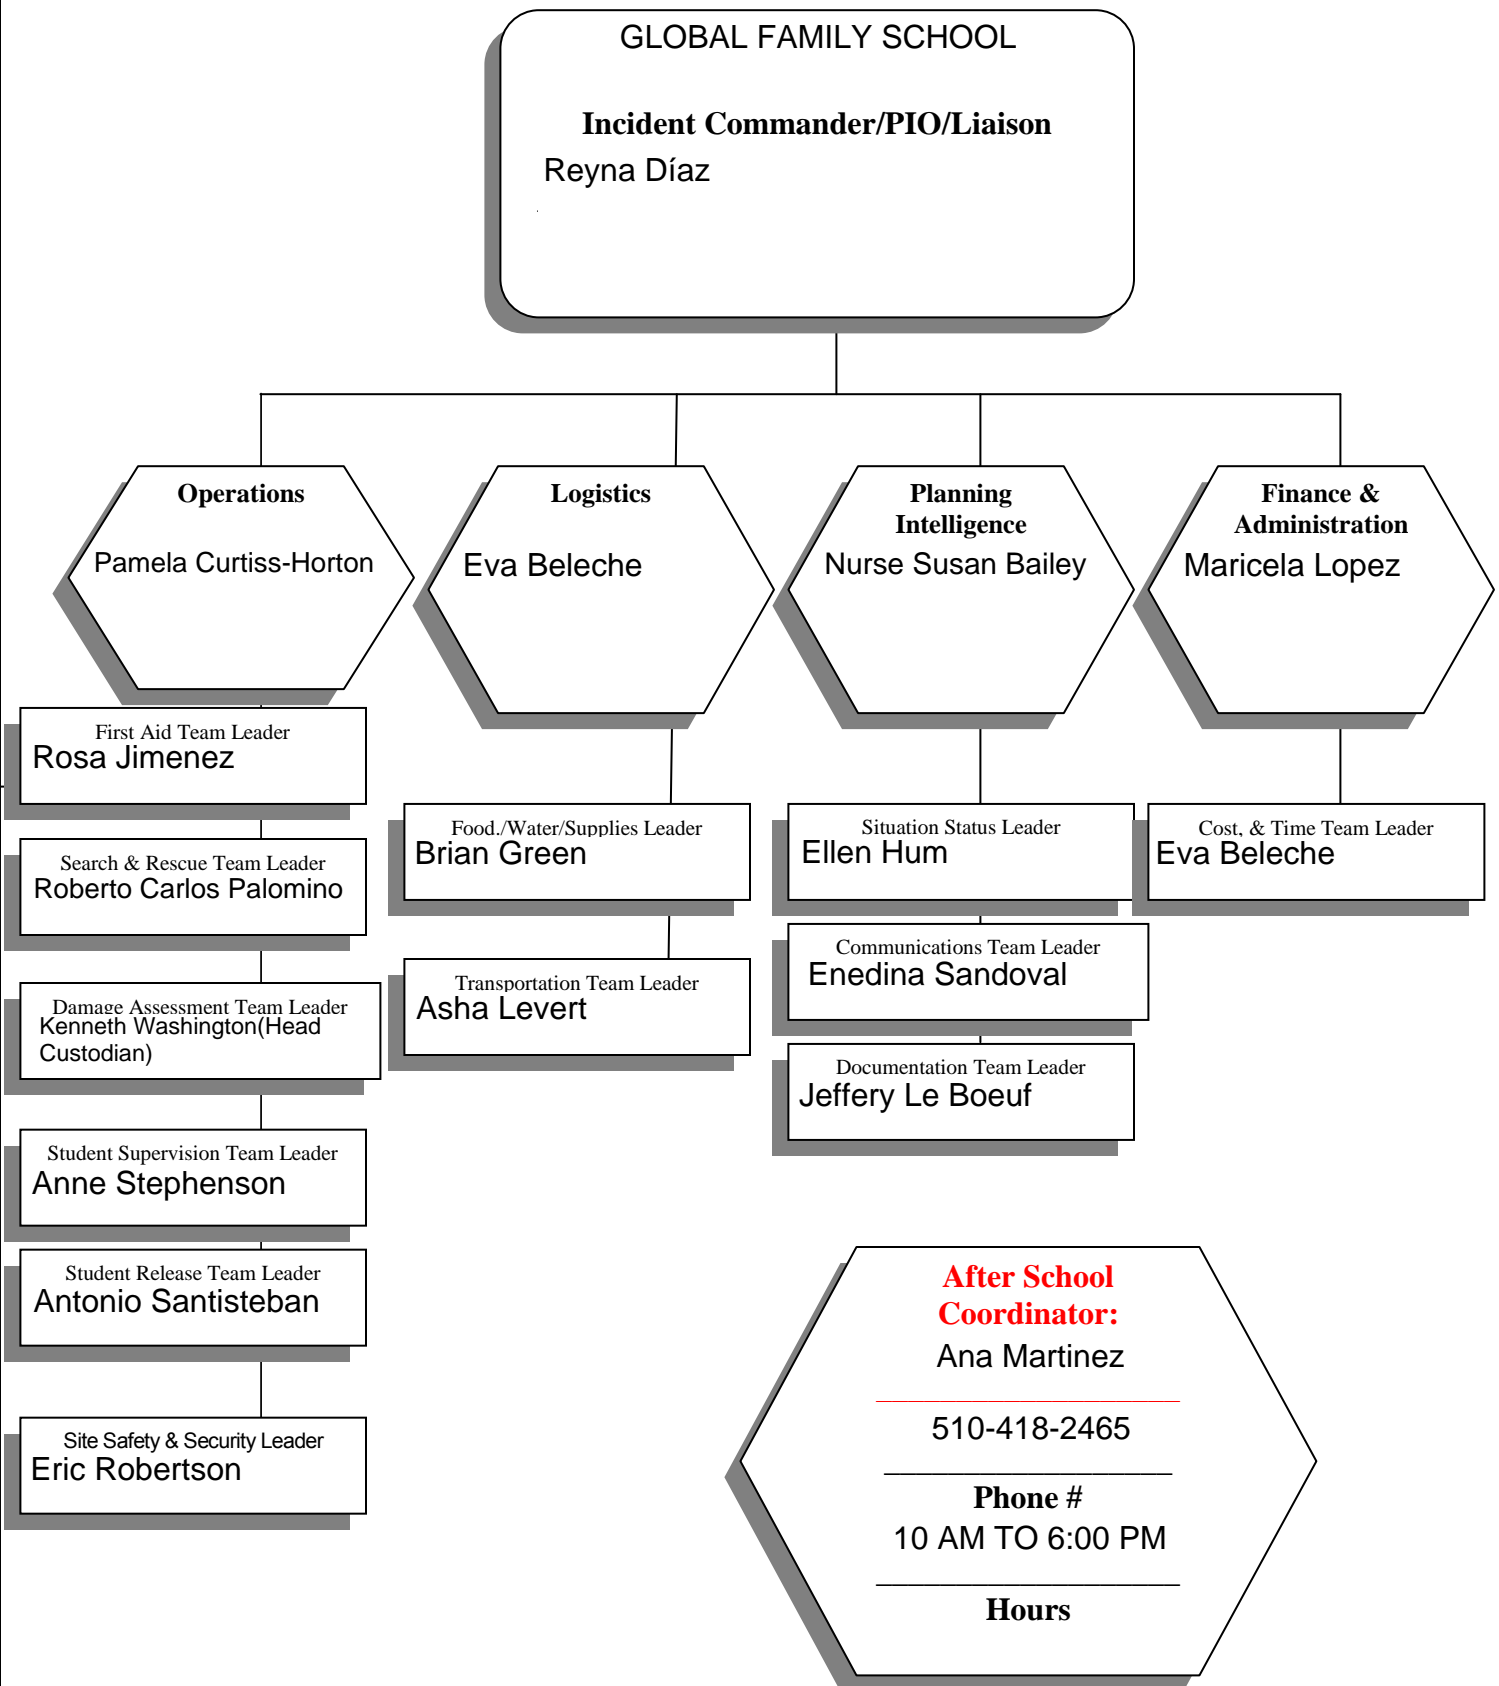 GLOBAL FAMILY SCHOOL
Incident Commander/PIO/Liaison
Reyna Díaz
Operations
Pamela Curtiss-Horton
Logistics
Eva Beleche
Planning
Intelligence
Nurse Susan Bailey
Finance &
Administration
Maricela Lopez
First Aid Team Leader
Rosa Jimenez
Search & Rescue Team Leader
Roberto Carlos Palomino
Damage Assessment Team Leader
Kenneth Washington(Head
Custodian)
Student Supervision Team Leader
Anne Stephenson
Student Release Team Leader
Antonio Santisteban
Site Safety & Security Leader
Eric Robertson
Food./Water/Supplies Leader
Brian Green
Transportation Team Leader
Asha Levert
Situation Status Leader
Ellen Hum
Communications Team Leader
Enedina Sandoval
Documentation Team Leader
Jeffery Le Boeuf
Cost, & Time Team Leader
Eva Beleche
After School
Coordinator:
Ana Martinez
510-418-2465
Phone #
10 AM TO 6:00 PM
Hours